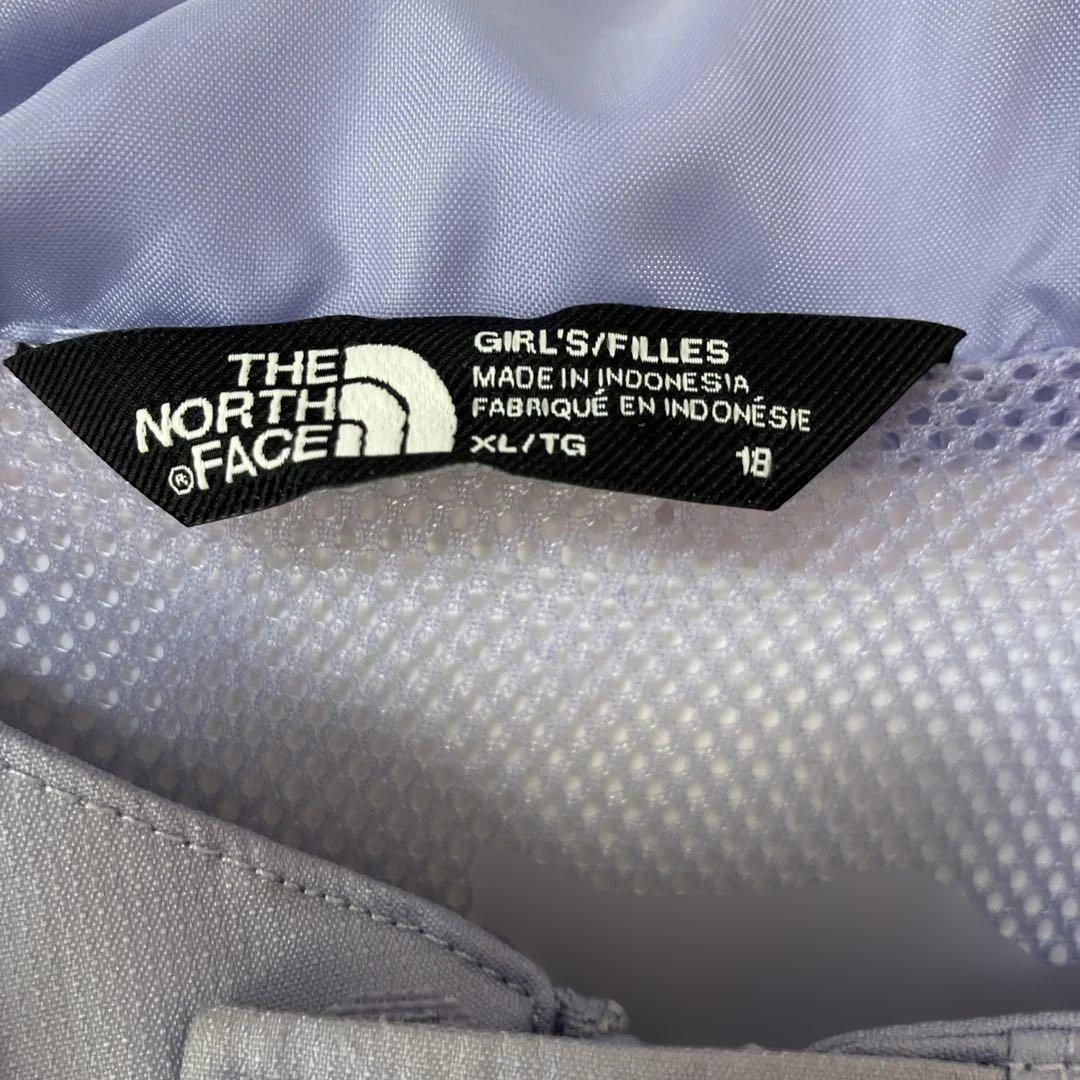 THE
NORTH
®FACE
GIRL'S/FILLES
MADE IN INDONESIA
FABRIQUÉ EN INDONÉSIE
XL/TG 18